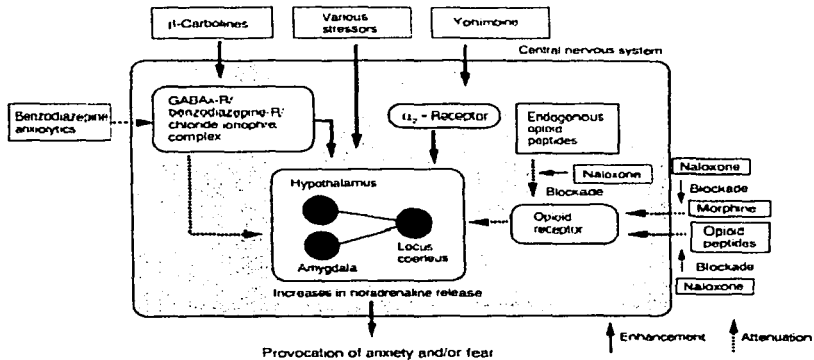 β-Carbolines
Various
stressors
Yohimbine
Central nervous system
Benzodiazepine
anxiolytics
GABAA-R/
benzodiazepine-R/
chloride ionophore
complex
α2 - Receptor
Endogenous
opioid
peptides
Naloxone
Blockade
Naloxone
Blockade
Morphine
Opioid
peptides
Blockade
Naloxone
Opioid
receptor
Hypothalamus
Locus
coeruleus
Amygdala
Increases in noradrenaline release
Provocation of anxiety and/or fear
Enhancement
Attenuation